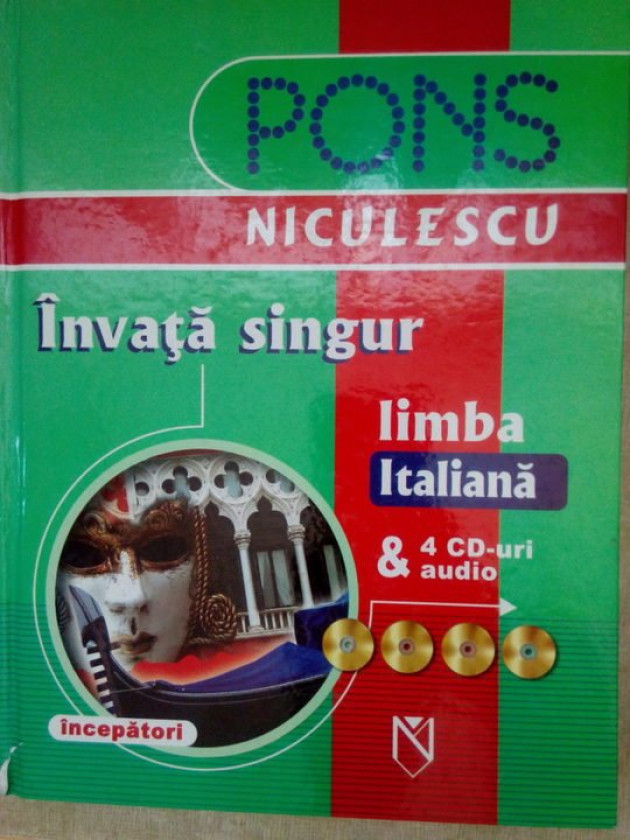 PONS
NICULESCU
Învaţă singur
limba
Italiană
& 4 CD-uri
audio
începători